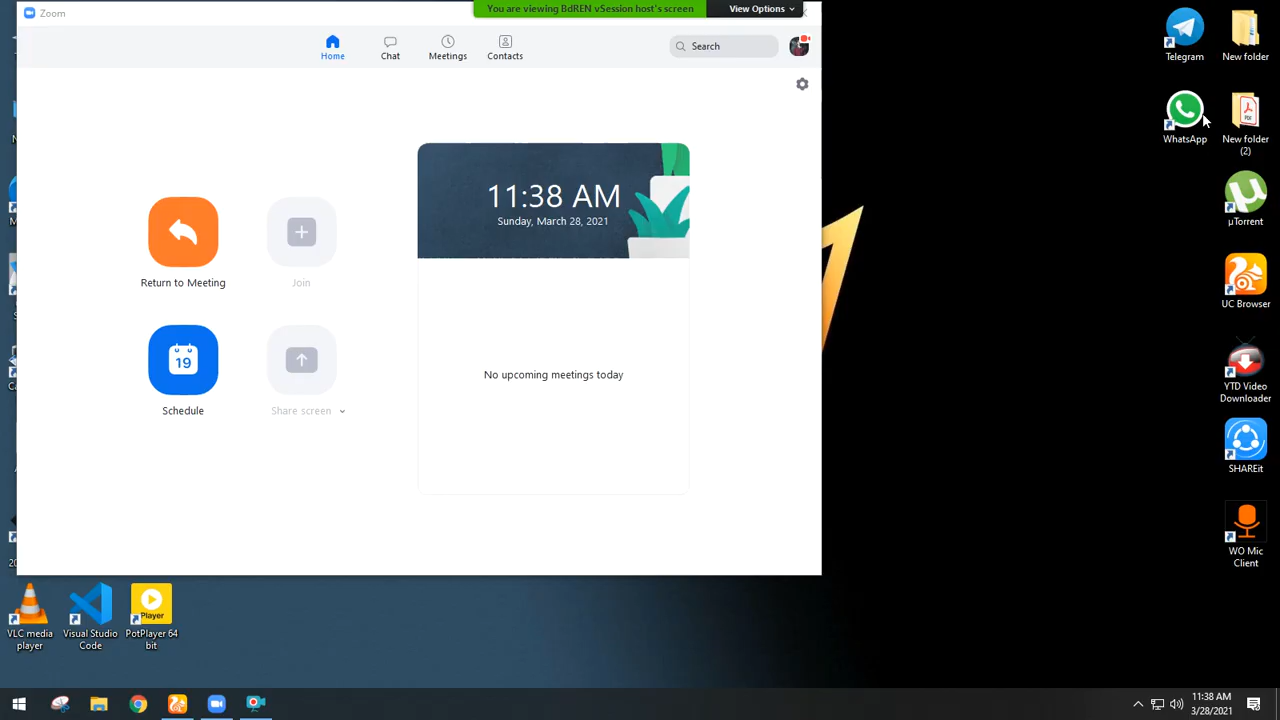 Zoom
You are viewing BdREN vSession host's screen
View Options
Home
Chat
Meetings
Contacts
Search
11:38 AM
Sunday, March 28, 2021
Return to Meeting
Join
19
Schedule
Share screen
No upcoming meetings today
Telegram
New folder
WhatsApp
PDF
New folder
(2)
µTorrent
UC Browser
YTD Video
Downloader
SHAREit
WO Mic
Client
VLC media
player
Visual Studio
Code
Player
PotPlayer 64
bit
11:38 AM
3/28/2021